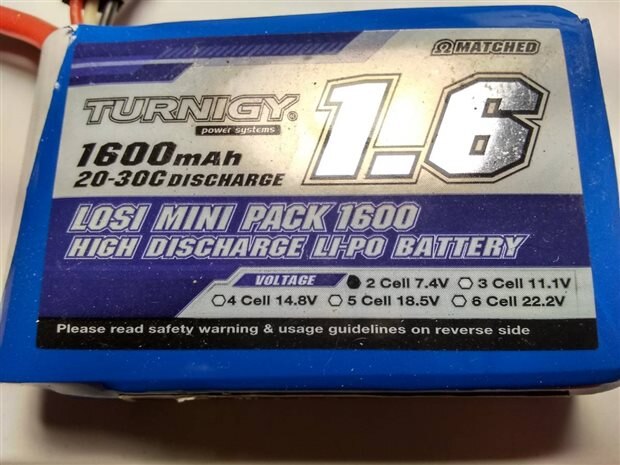 Ω MATCHED
TURNIGY®
power systems
1.6
1600mAh
20-30C DISCHARGE
LOSI MINI PACK 1600
HIGH DISCHARGE LI-PO BATTERY
VOLTAGE 2 Cell 7.4V 3 Cell 11.1V
4 Cell 14.8V 5 Cell 18.5V 6 Cell 22.2V
Please read safety warning & usage guidelines on reverse side